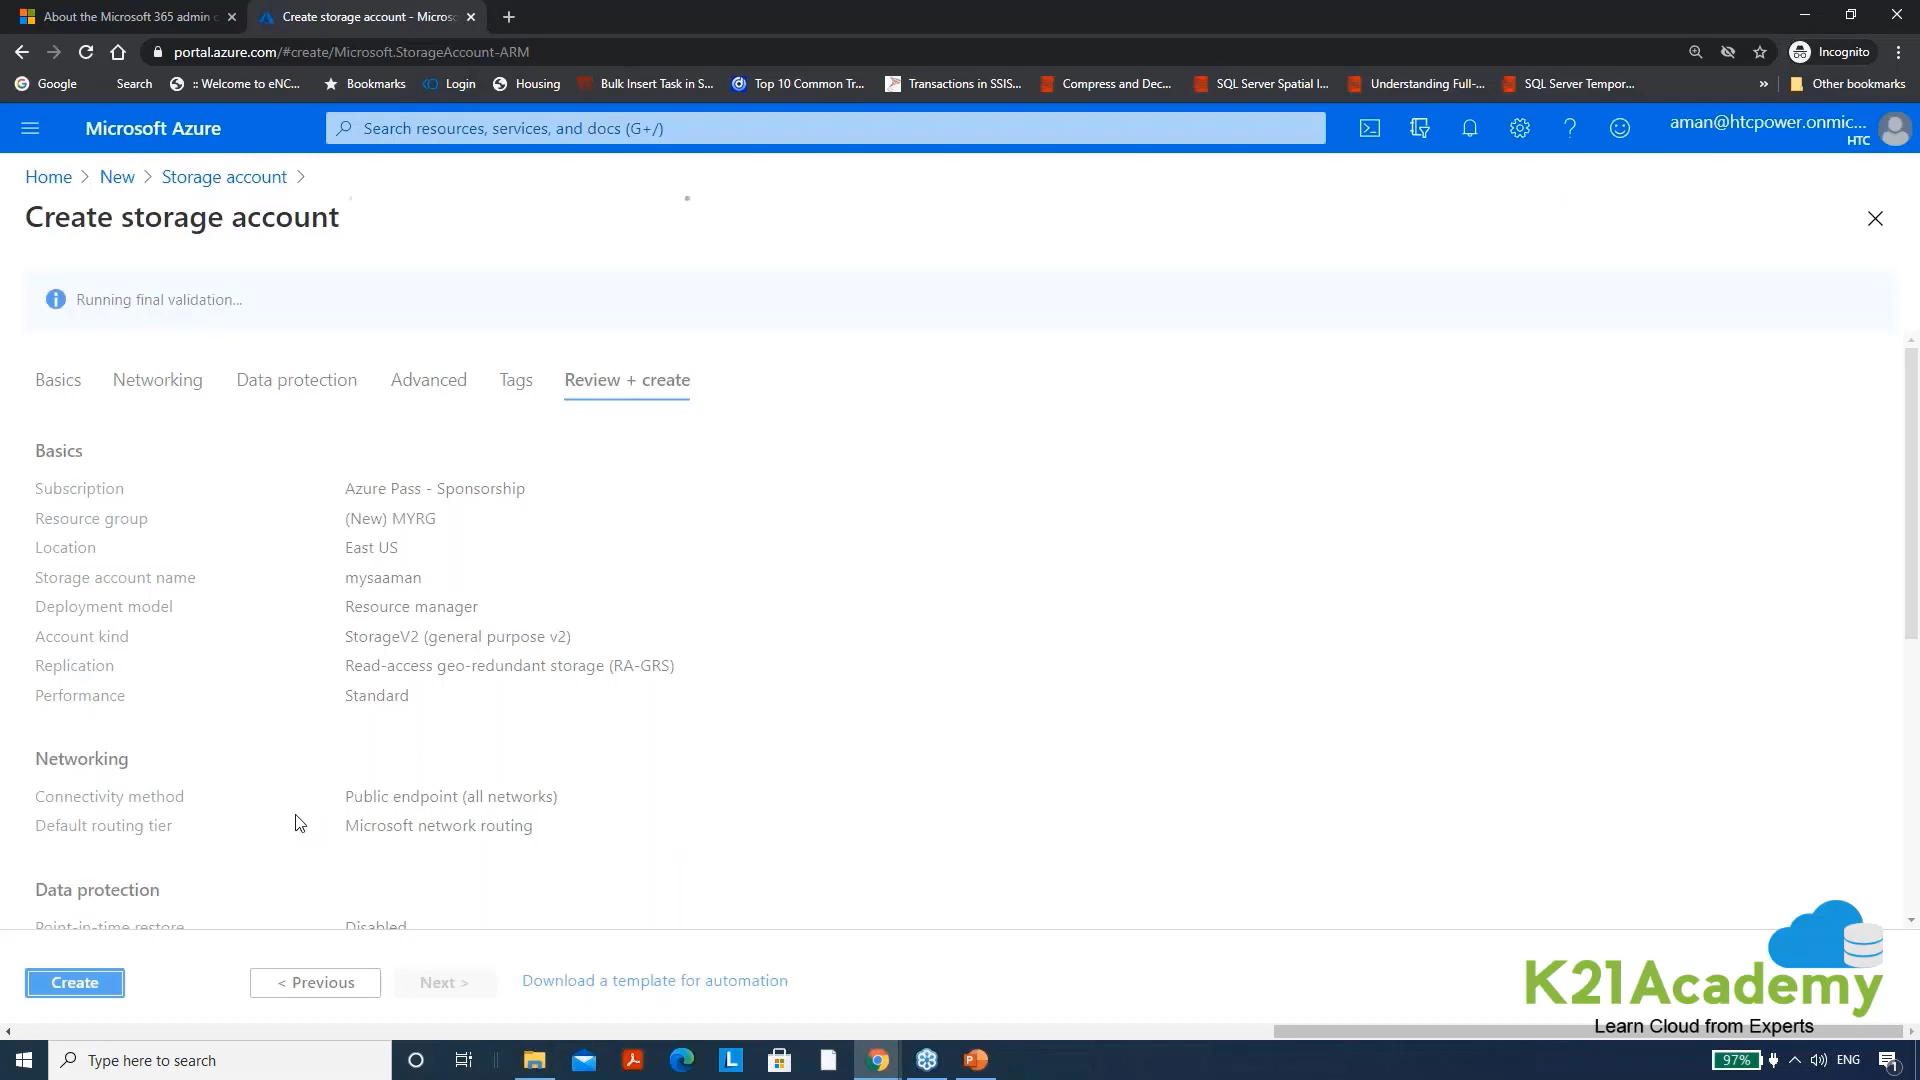 About the Microsoft 365 admin c
Create storage account - Micros
portal.azure.com/#create/Microsoft.StorageAccount-ARM
Incognito
Google
Search
:: Welcome to eNC...
Bookmarks
Login
Housing
Bulk Insert Task in S...
Top 10 Common Tr...
Transactions in SSIS...
Compress and Dec...
SQL Server Spatial I...
Understanding Full-...
SQL Server Tempor...
»
Other bookmarks
Microsoft Azure
Search resources, services, and docs (G+/)
aman@htcpower.onmic...
HTC
Home > New > Storage account >
Create storage account
Running final validation...
Basics Networking Data protection Advanced Tags Review + create
Basics
Subscription Azure Pass - Sponsorship
Resource group (New) MYRG
Location East US
Storage account name mysaaman
Deployment model Resource manager
Account kind StorageV2 (general purpose v2)
Replication Read-access geo-redundant storage (RA-GRS)
Performance Standard
Networking
Connectivity method Public endpoint (all networks)
Default routing tier Microsoft network routing
Data protection
Point-in-time restore Disabled
Create
< Previous
Next >
Download a template for automation
K21Academy
Learn Cloud from Experts
Type here to search
L
P
97%
ENG
1